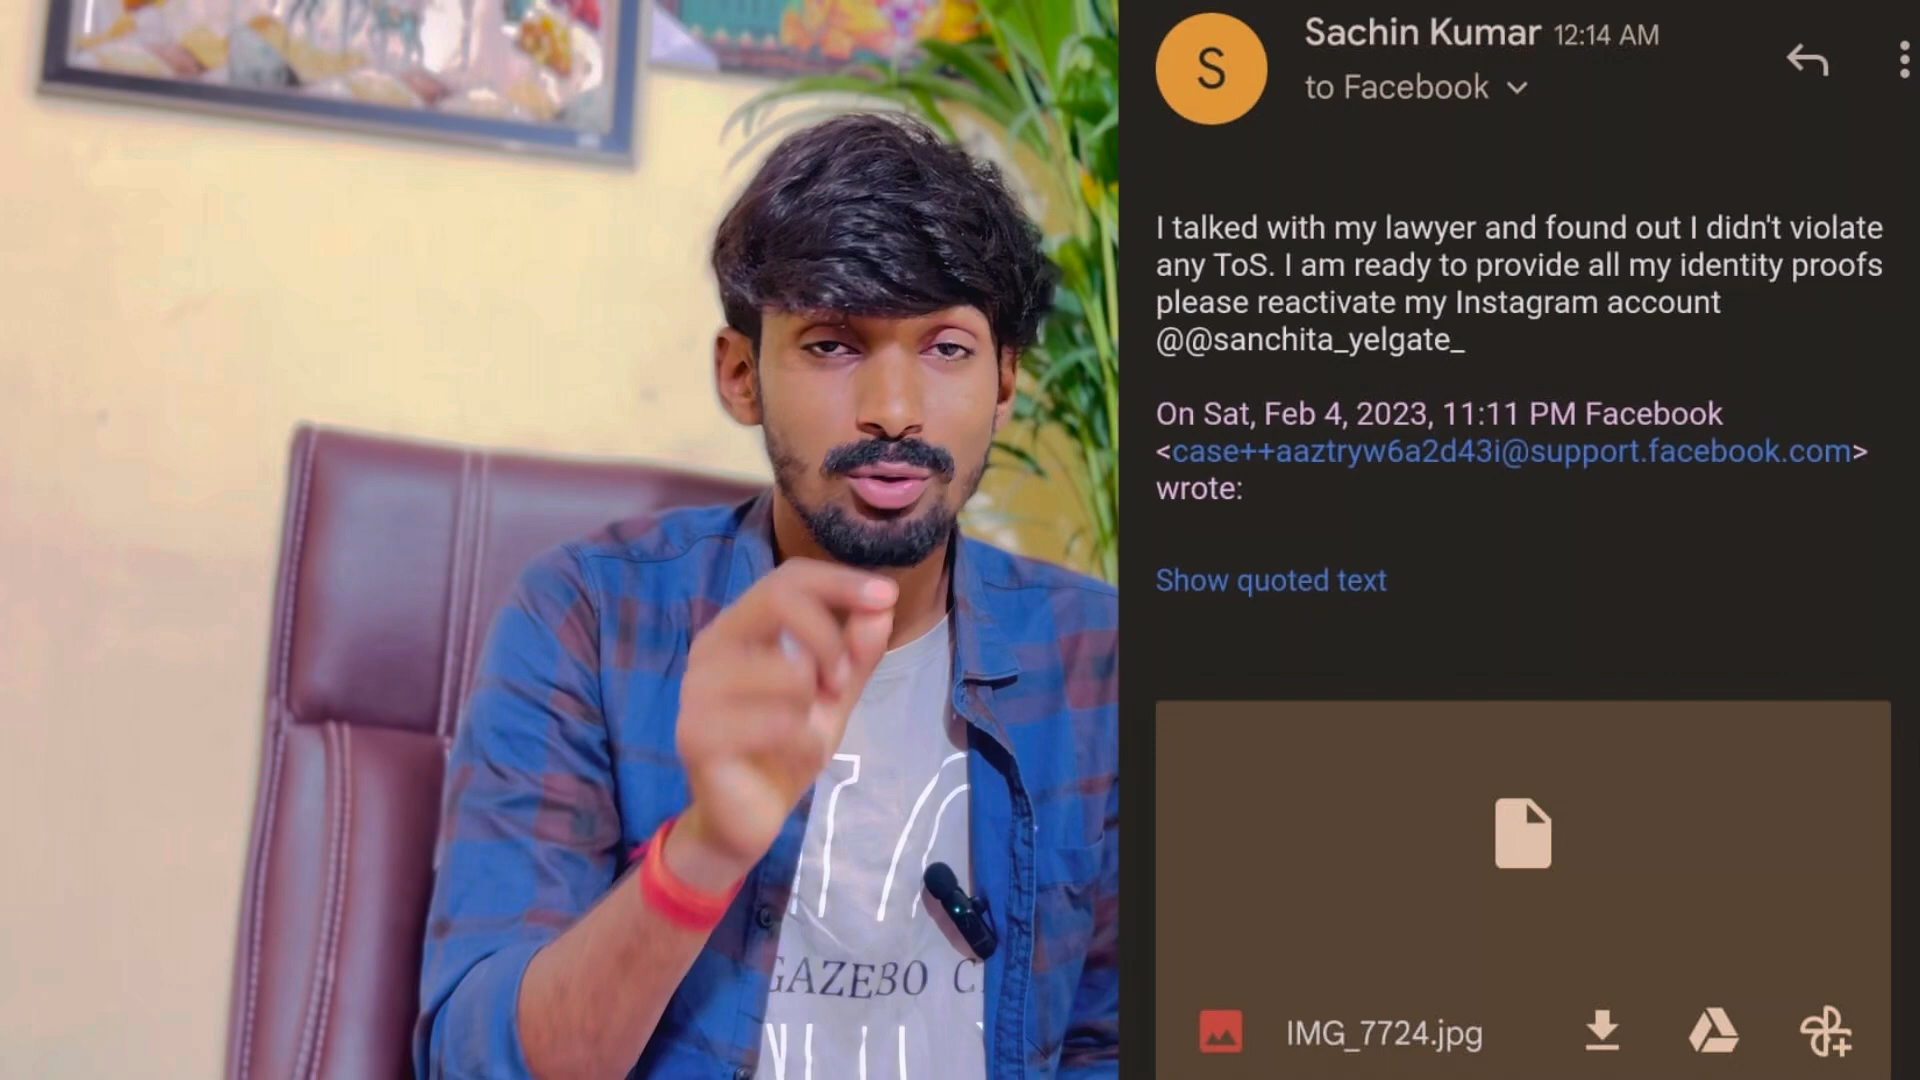 S
Sachin Kumar 12:14 AM
to Facebook
I talked with my lawyer and found out I didn't violate
any ToS. I am ready to provide all my identity proofs
please reactivate my Instagram account
@@sanchita_yelgate_
On Sat, Feb 4, 2023, 11:11 PM Facebook
<case++aaztryw6a2d43i@support.facebook.com>
wrote:
Show quoted text
IMG_7724.jpg
GAZEBO C